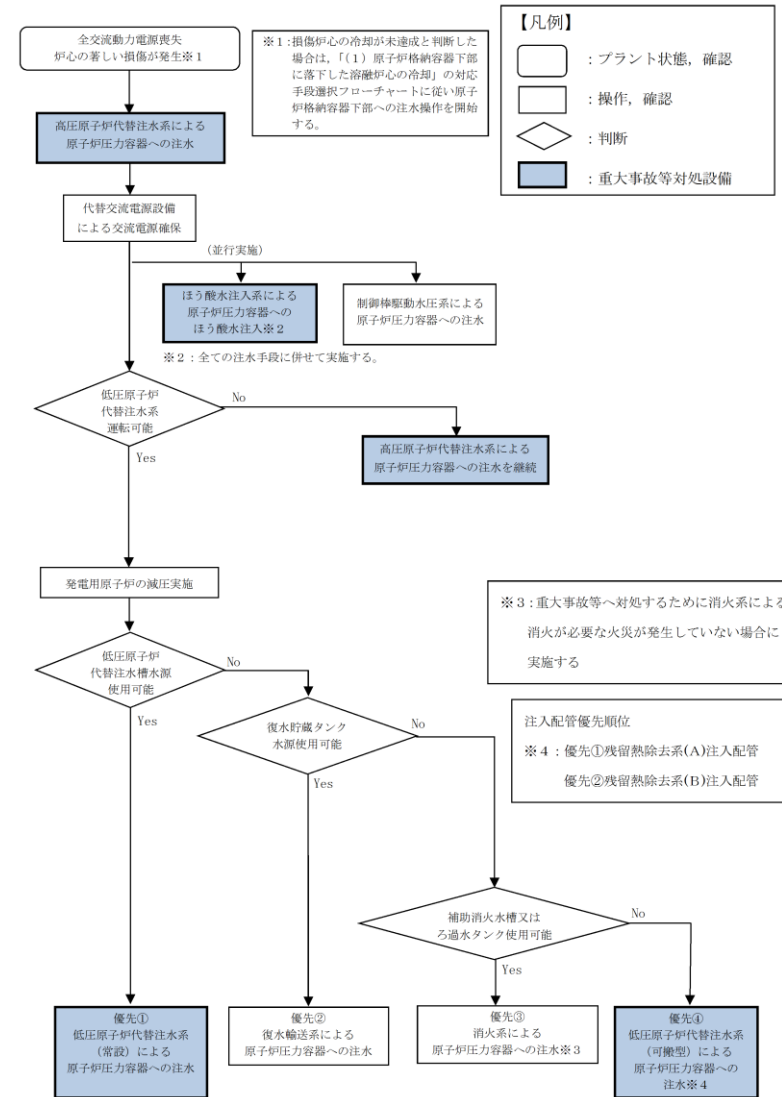 全交流動力電源喪失
炉心の著しい損傷が発生※1
※1:損傷炉心の冷却が未達成と判断した
場合は,「(1)原子炉格納容器下部
に落下した溶融炉心の冷却」の対応
手段選択フローチャートに従い原子
炉格納容器下部への注水操作を開始
する。
【凡例】
:プラント状態,確認
:操作,確認
:判断
:重大事故等対処設備
高圧原子炉代替注水系による
原子炉圧力容器への注水
代替交流電源設備
による交流電源確保
(並行実施)
ほう酸水注入系による
原子炉圧力容器への
ほう酸水注入※2
制御棒駆動水圧系による
原子炉圧力容器への注水
※2:全ての注水手段に併せて実施する。
低圧原子炉
代替注水系
運転可能
No
Yes
高圧原子炉代替注水系による
原子炉圧力容器への注水を継続
発電用原子炉の減圧実施
※3:重大事故等へ対処するために消火系による
消火が必要な火災が発生していない場合に
実施する
低圧原子炉
代替注水槽水源
使用可能
No
Yes
復水貯蔵タンク
水源使用可能
No
Yes
注入配管優先順位
※4:優先①残留熱除去系(A)注入配管
優先②残留熱除去系(B)注入配管
補助消火水槽又は
ろ過水タンク使用可能
No
Yes
優先①
低圧原子炉代替注水系
(常設)による
原子炉圧力容器への注水
優先②
復水輸送系による
原子炉圧力容器への注水
優先③
消火系による
原子炉圧力容器への注水※3
優先④
低圧原子炉代替注水系
(可搬型)による
原子炉圧力容器への
注水※4